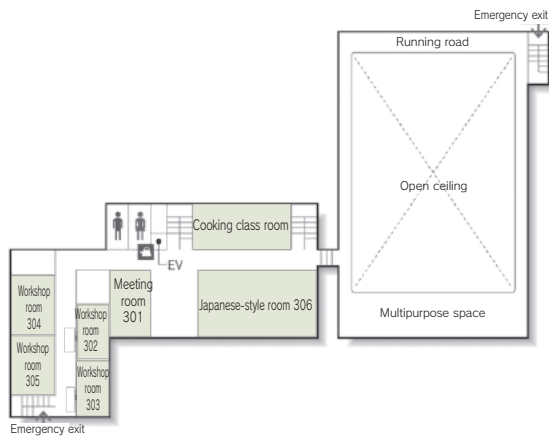 Emergency exit
Running road
Open ceiling
Multipurpose space
Cooking class room
EV
Meeting
room
301
Japanese-style room 306
Workshop
room
304
Workshop
room
302
Workshop
room
305
Workshop
room
303
Emergency exit